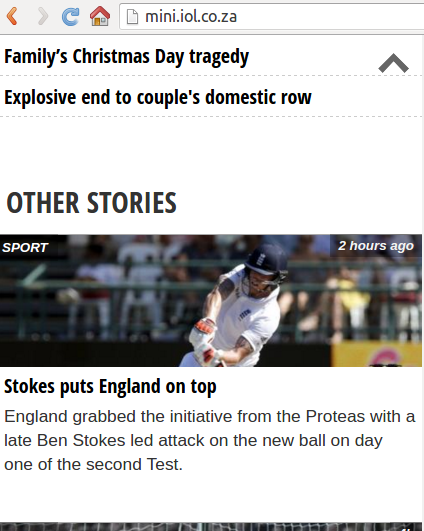 mini.iol.co.za
Family’s Christmas Day tragedy
Explosive end to couple's domestic row
OTHER STORIES
SPORT
2 hours ago
Stokes puts England on top
England grabbed the initiative from the Proteas with a
late Ben Stokes led attack on the new ball on day
one of the second Test.